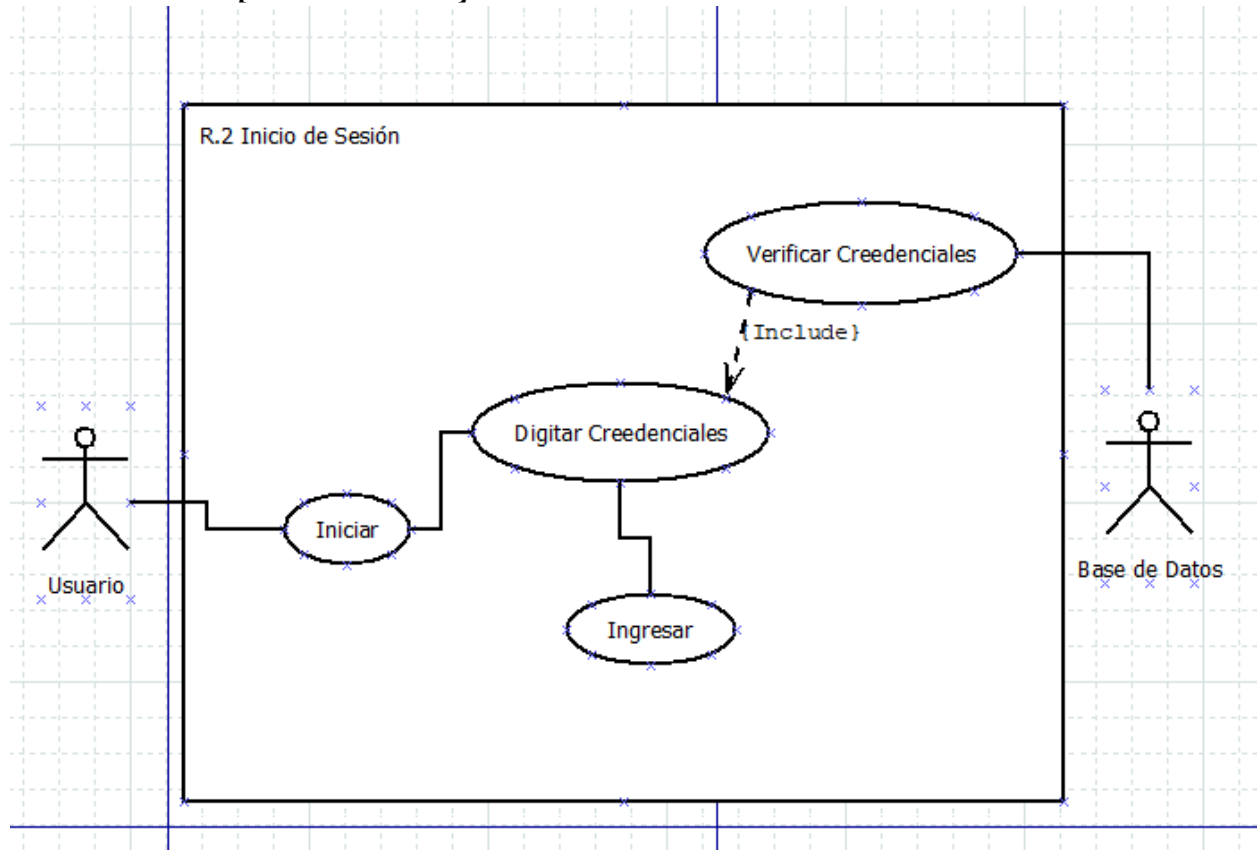 R.2 Inicio de Sesión
Verificar Creedenciales
{Include}
Digitar Creedenciales
Iniciar
Usuario
Base de Datos
Ingresar